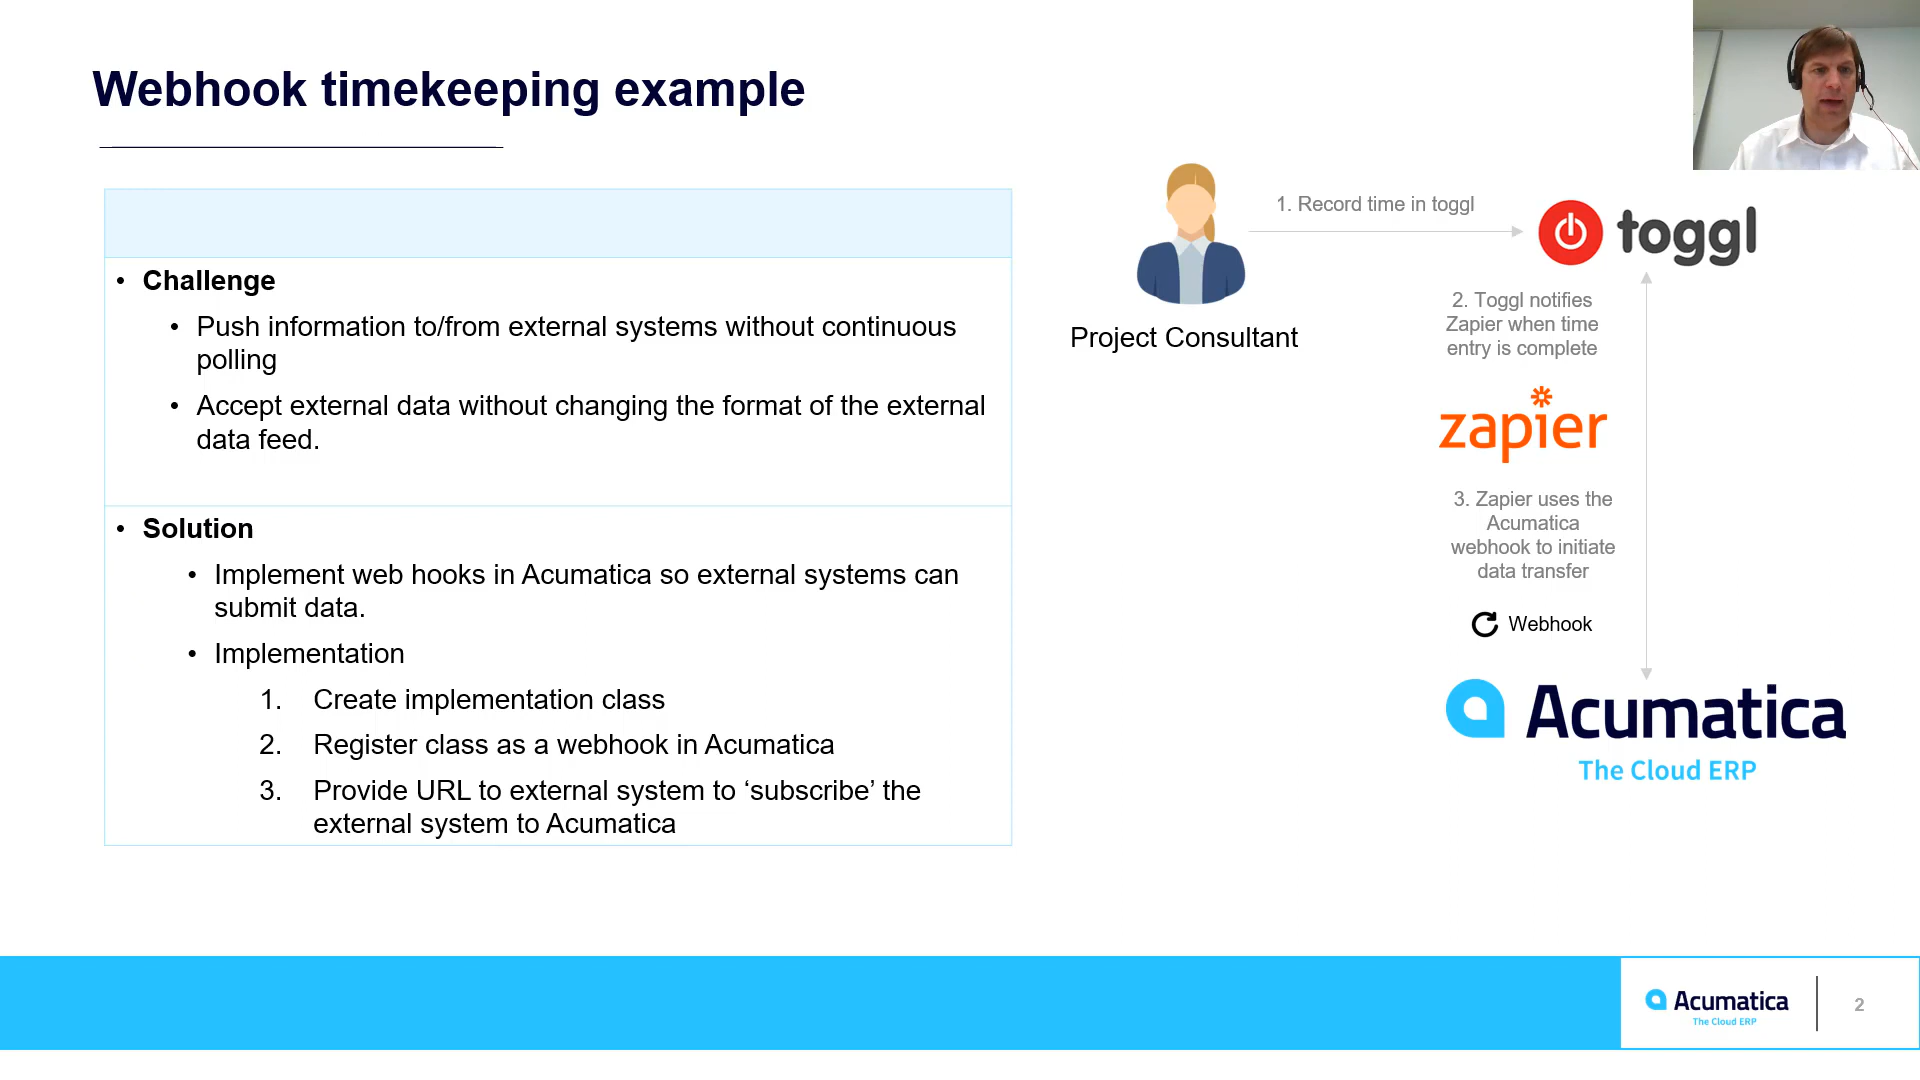 Webhook timekeeping example
• Challenge
• Push information to/from external systems without continuous
polling
• Accept external data without changing the format of the external
data feed.
• Solution
• Implement web hooks in Acumatica so external systems can
submit data.
• Implementation
1. Create implementation class
2. Register class as a webhook in Acumatica
3. Provide URL to external system to ‘subscribe’ the
external system to Acumatica
Project Consultant
1. Record time in toggl
toggl
2. Toggl notifies
Zapier when time
entry is complete
zapier
3. Zapier uses the
Acumatica
webhook to initiate
data transfer
Webhook
Acumatica
The Cloud ERP
Acumatica
The Cloud ERP
2